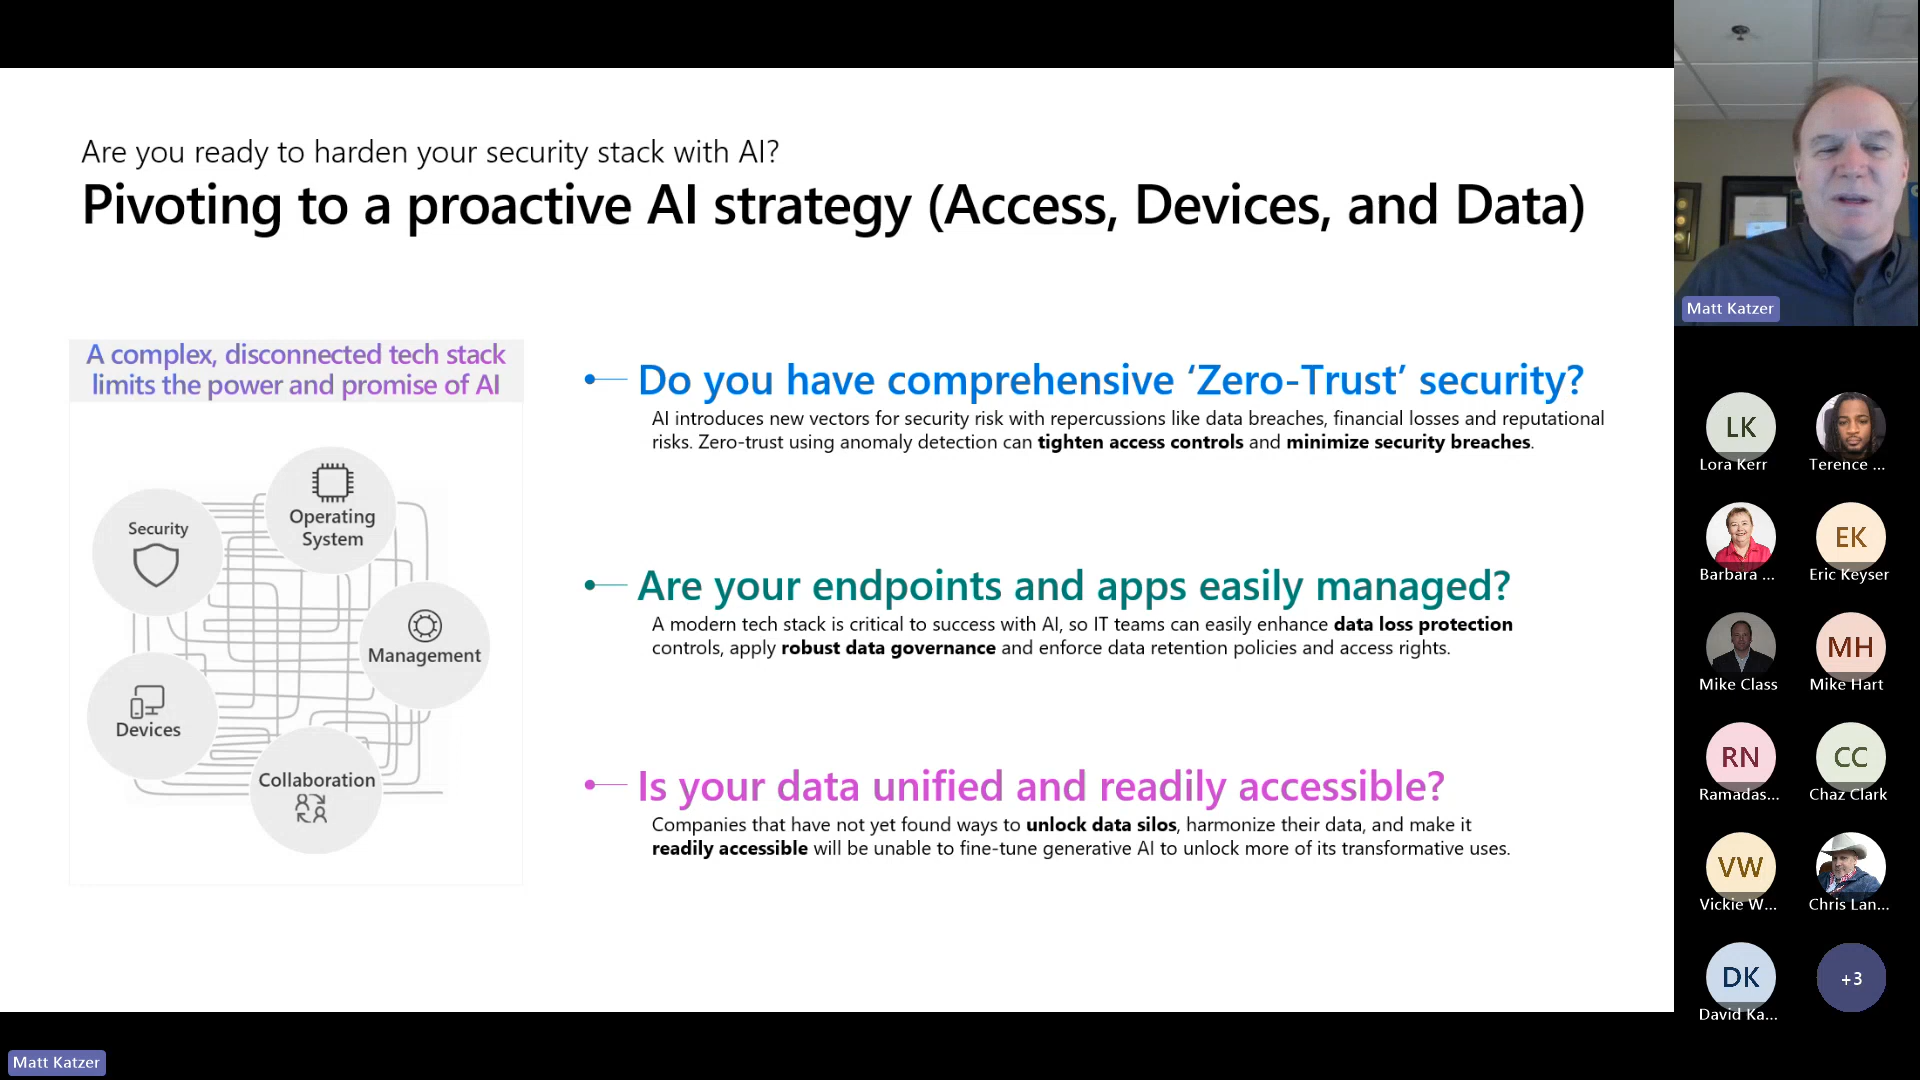 Are you ready to harden your security stack with AI?
Pivoting to a proactive AI strategy (Access, Devices, and Data)
A complex, disconnected tech stack
limits the power and promise of AI
Security
Operating
System
Management
Devices
Collaboration
Do you have comprehensive ‘Zero-Trust’ security?
AI introduces new vectors for security risk with repercussions like data breaches, financial losses and reputational
risks. Zero-trust using anomaly detection can tighten access controls and minimize security breaches.
Are your endpoints and apps easily managed?
A modern tech stack is critical to success with AI, so IT teams can easily enhance data loss protection
controls, apply robust data governance and enforce data retention policies and access rights.
Is your data unified and readily accessible?
Companies that have not yet found ways to unlock data silos, harmonize their data, and make it
readily accessible will be unable to fine-tune generative AI to unlock more of its transformative uses.
Matt Katzer
LK
Lora Kerr
Terence ...
Barbara ...
EK
Eric Keyser
Mike Class
MH
Mike Hart
RN
Ramadas...
CC
Chaz Clark
VW
Vickie W...
Chris Lan...
DK
David Ka...
+3
Matt Katzer